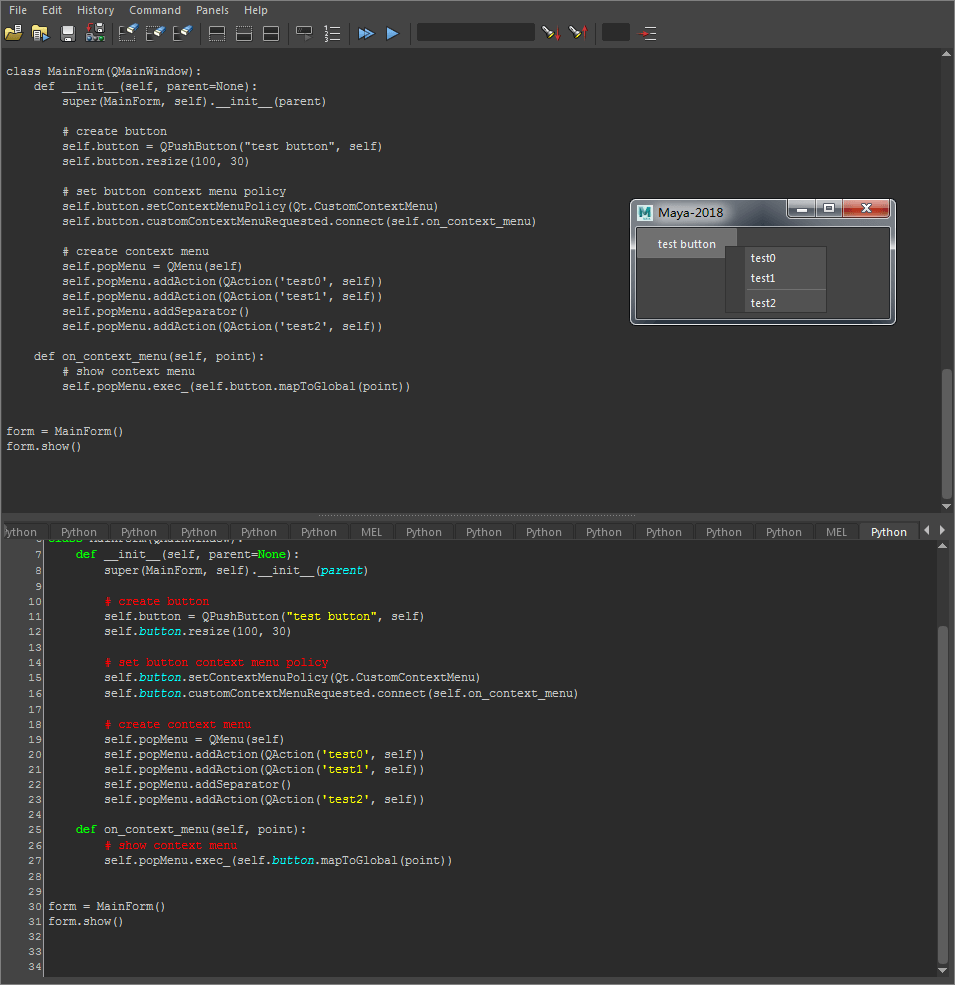 File Edit History Command Panels Help
class MainForm(QMainWindow):
    def __init__(self, parent=None):
        super(MainForm, self).__init__(parent)
        # create button
        self.button = QPushButton("test button", self)
        self.button.resize(100, 30)
        # set button context menu policy
        self.button.setContextMenuPolicy(Qt.CustomContextMenu)
        self.button.customContextMenuRequested.connect(self.on_context_menu)
        # create context menu
        self.popMenu = QMenu(self)
        self.popMenu.addAction(QAction('test0', self))
        self.popMenu.addAction(QAction('test1', self))
        self.popMenu.addSeparator()
        self.popMenu.addAction(QAction('test2', self))
    def on_context_menu(self, point):
        # show context menu
        self.popMenu.exec_(self.button.mapToGlobal(point))
form = MainForm()
form.show()
M Maya-2018
test button
test0
test1
test2
ython Python Python Python Python Python MEL Python Python Python Python Python Python Python MEL Python
6 class MainForm(QMainWindow):
7     def __init__(self, parent=None):
8         super(MainForm, self).__init__(parent)
9
10         # create button
11         self.button = QPushButton("test button", self)
12         self.button.resize(100, 30)
13
14         # set button context menu policy
15         self.button.setContextMenuPolicy(Qt.CustomContextMenu)
16         self.button.customContextMenuRequested.connect(self.on_context_menu)
17
18         # create context menu
19         self.popMenu = QMenu(self)
20         self.popMenu.addAction(QAction('test0', self))
21         self.popMenu.addAction(QAction('test1', self))
22         self.popMenu.addSeparator()
23         self.popMenu.addAction(QAction('test2', self))
24
25     def on_context_menu(self, point):
26         # show context menu
27         self.popMenu.exec_(self.button.mapToGlobal(point))
28
29
30 form = MainForm()
31 form.show()
32
33
34